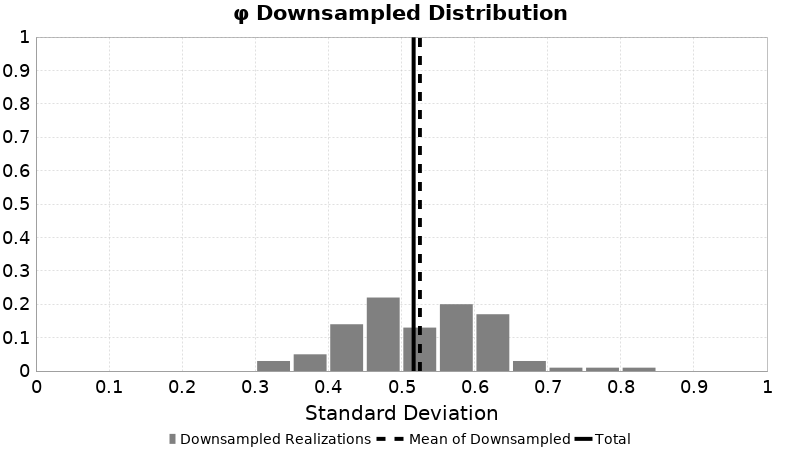 φ Downsampled Distribution
1
0.9
0.8
0.7
0.6
0.5
0.4
0.3
0.2
0.1
0
0 0.1 0.2 0.3 0.4 0.5 0.6 0.7 0.8 0.9 1
Standard Deviation
Downsampled Realizations Mean of Downsampled Total